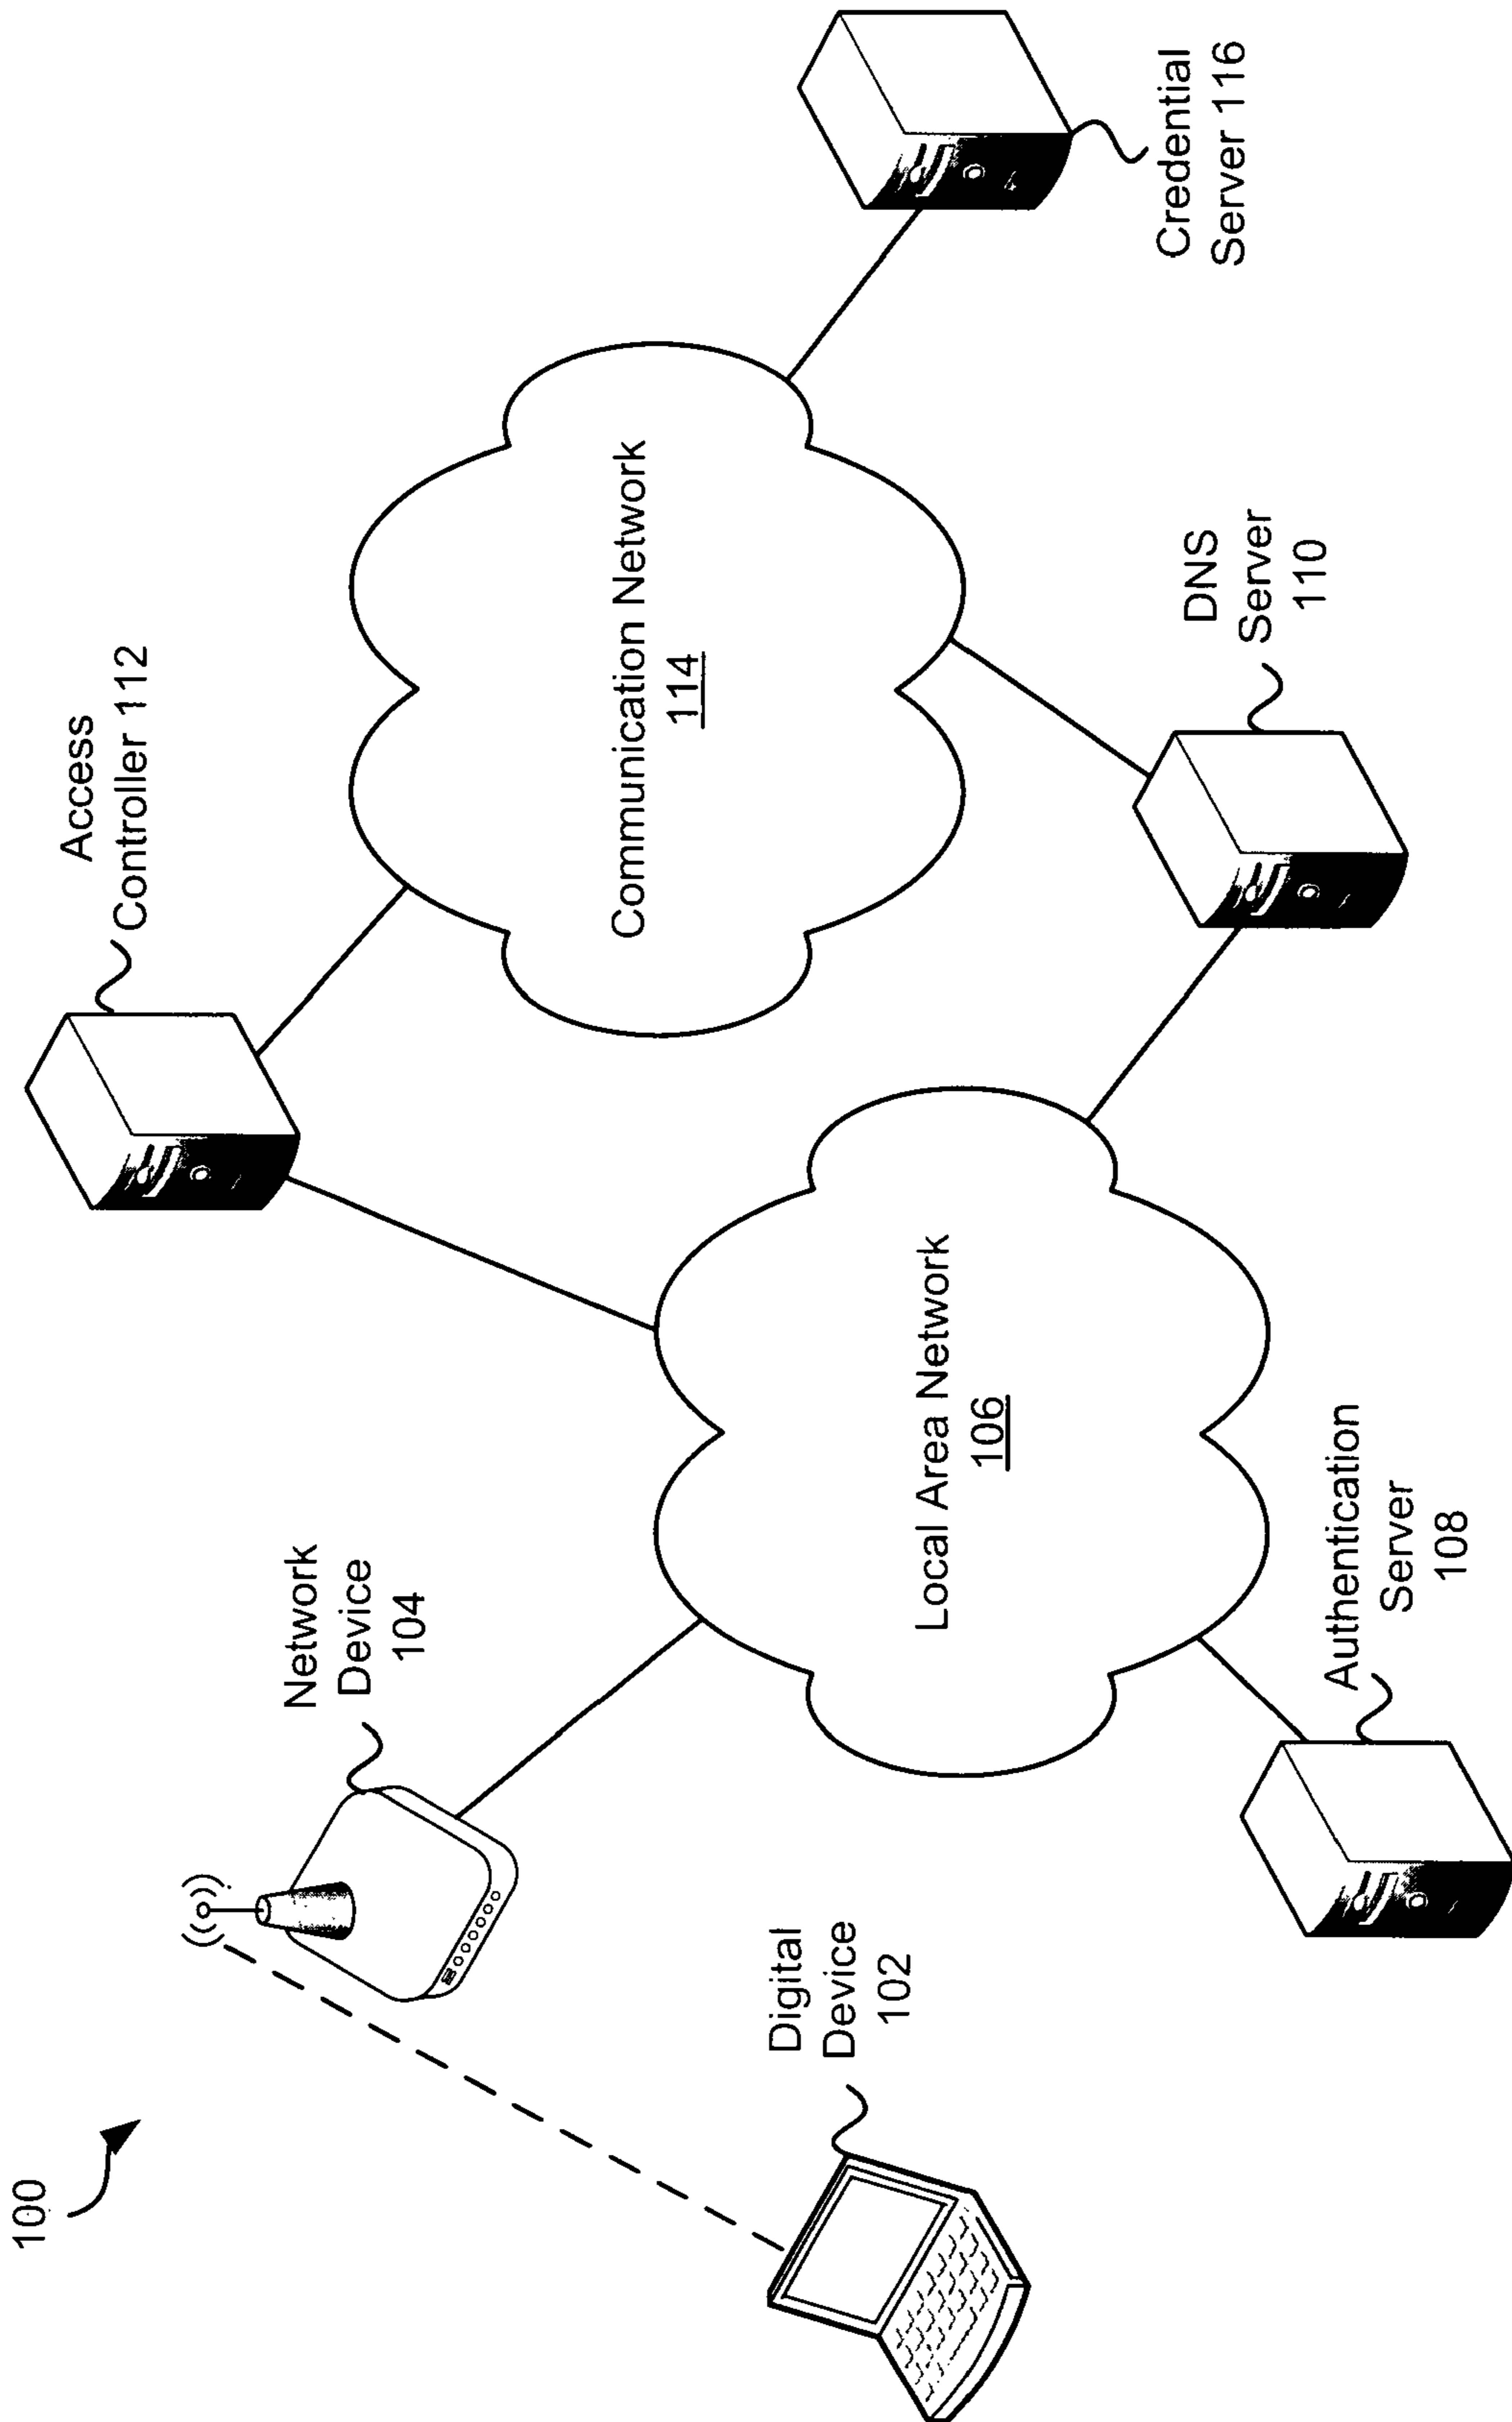 100
Digital
Device
102
Network
Device
104
Access
Controller 112
Local Area Network
106
Communication Network
114
Authentication
Server
108
DNS
Server
110
Credential
Server 116